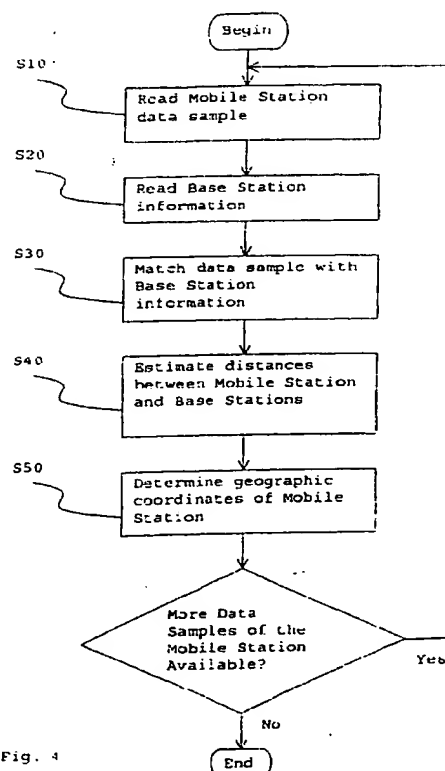 Begin
S10
Read Mobile Station
data sample
S20
Read Base Station
information
S30
Match data sample with
Base Station
information
S40
Estimate distances
between Mobile Station
and Base Stations
S50
Determine geographic
coordinates of Mobile
Station
More Data
Samples of the
Mobile Station
Available?
Yes
No
Fig. 4
End